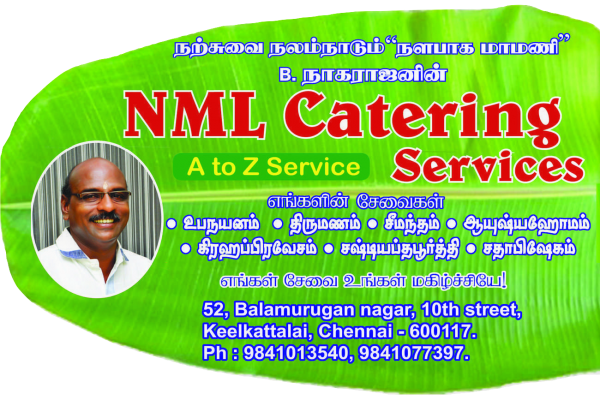 நற்சுவை நலம்நாடும் “நளபாக மாமணி”
B. நாகராஜனின்
NML Catering
A to Z Service Services
எங்களின் சேவைகள்
• உபநயனம் • திருமணம் • சீமந்தம் • ஆயுஷ்யஹோமம்
• கிரஹப்பிரவேசம் • சஷ்டியப்தபூர்த்தி • சதாபிஷேகம்
எங்கள் சேவை உங்கள் மகிழ்ச்சியே!
52, Balamurugan nagar, 10th street,
Keelkattalai, Chennai - 600117.
Ph : 9841013540, 9841077397.